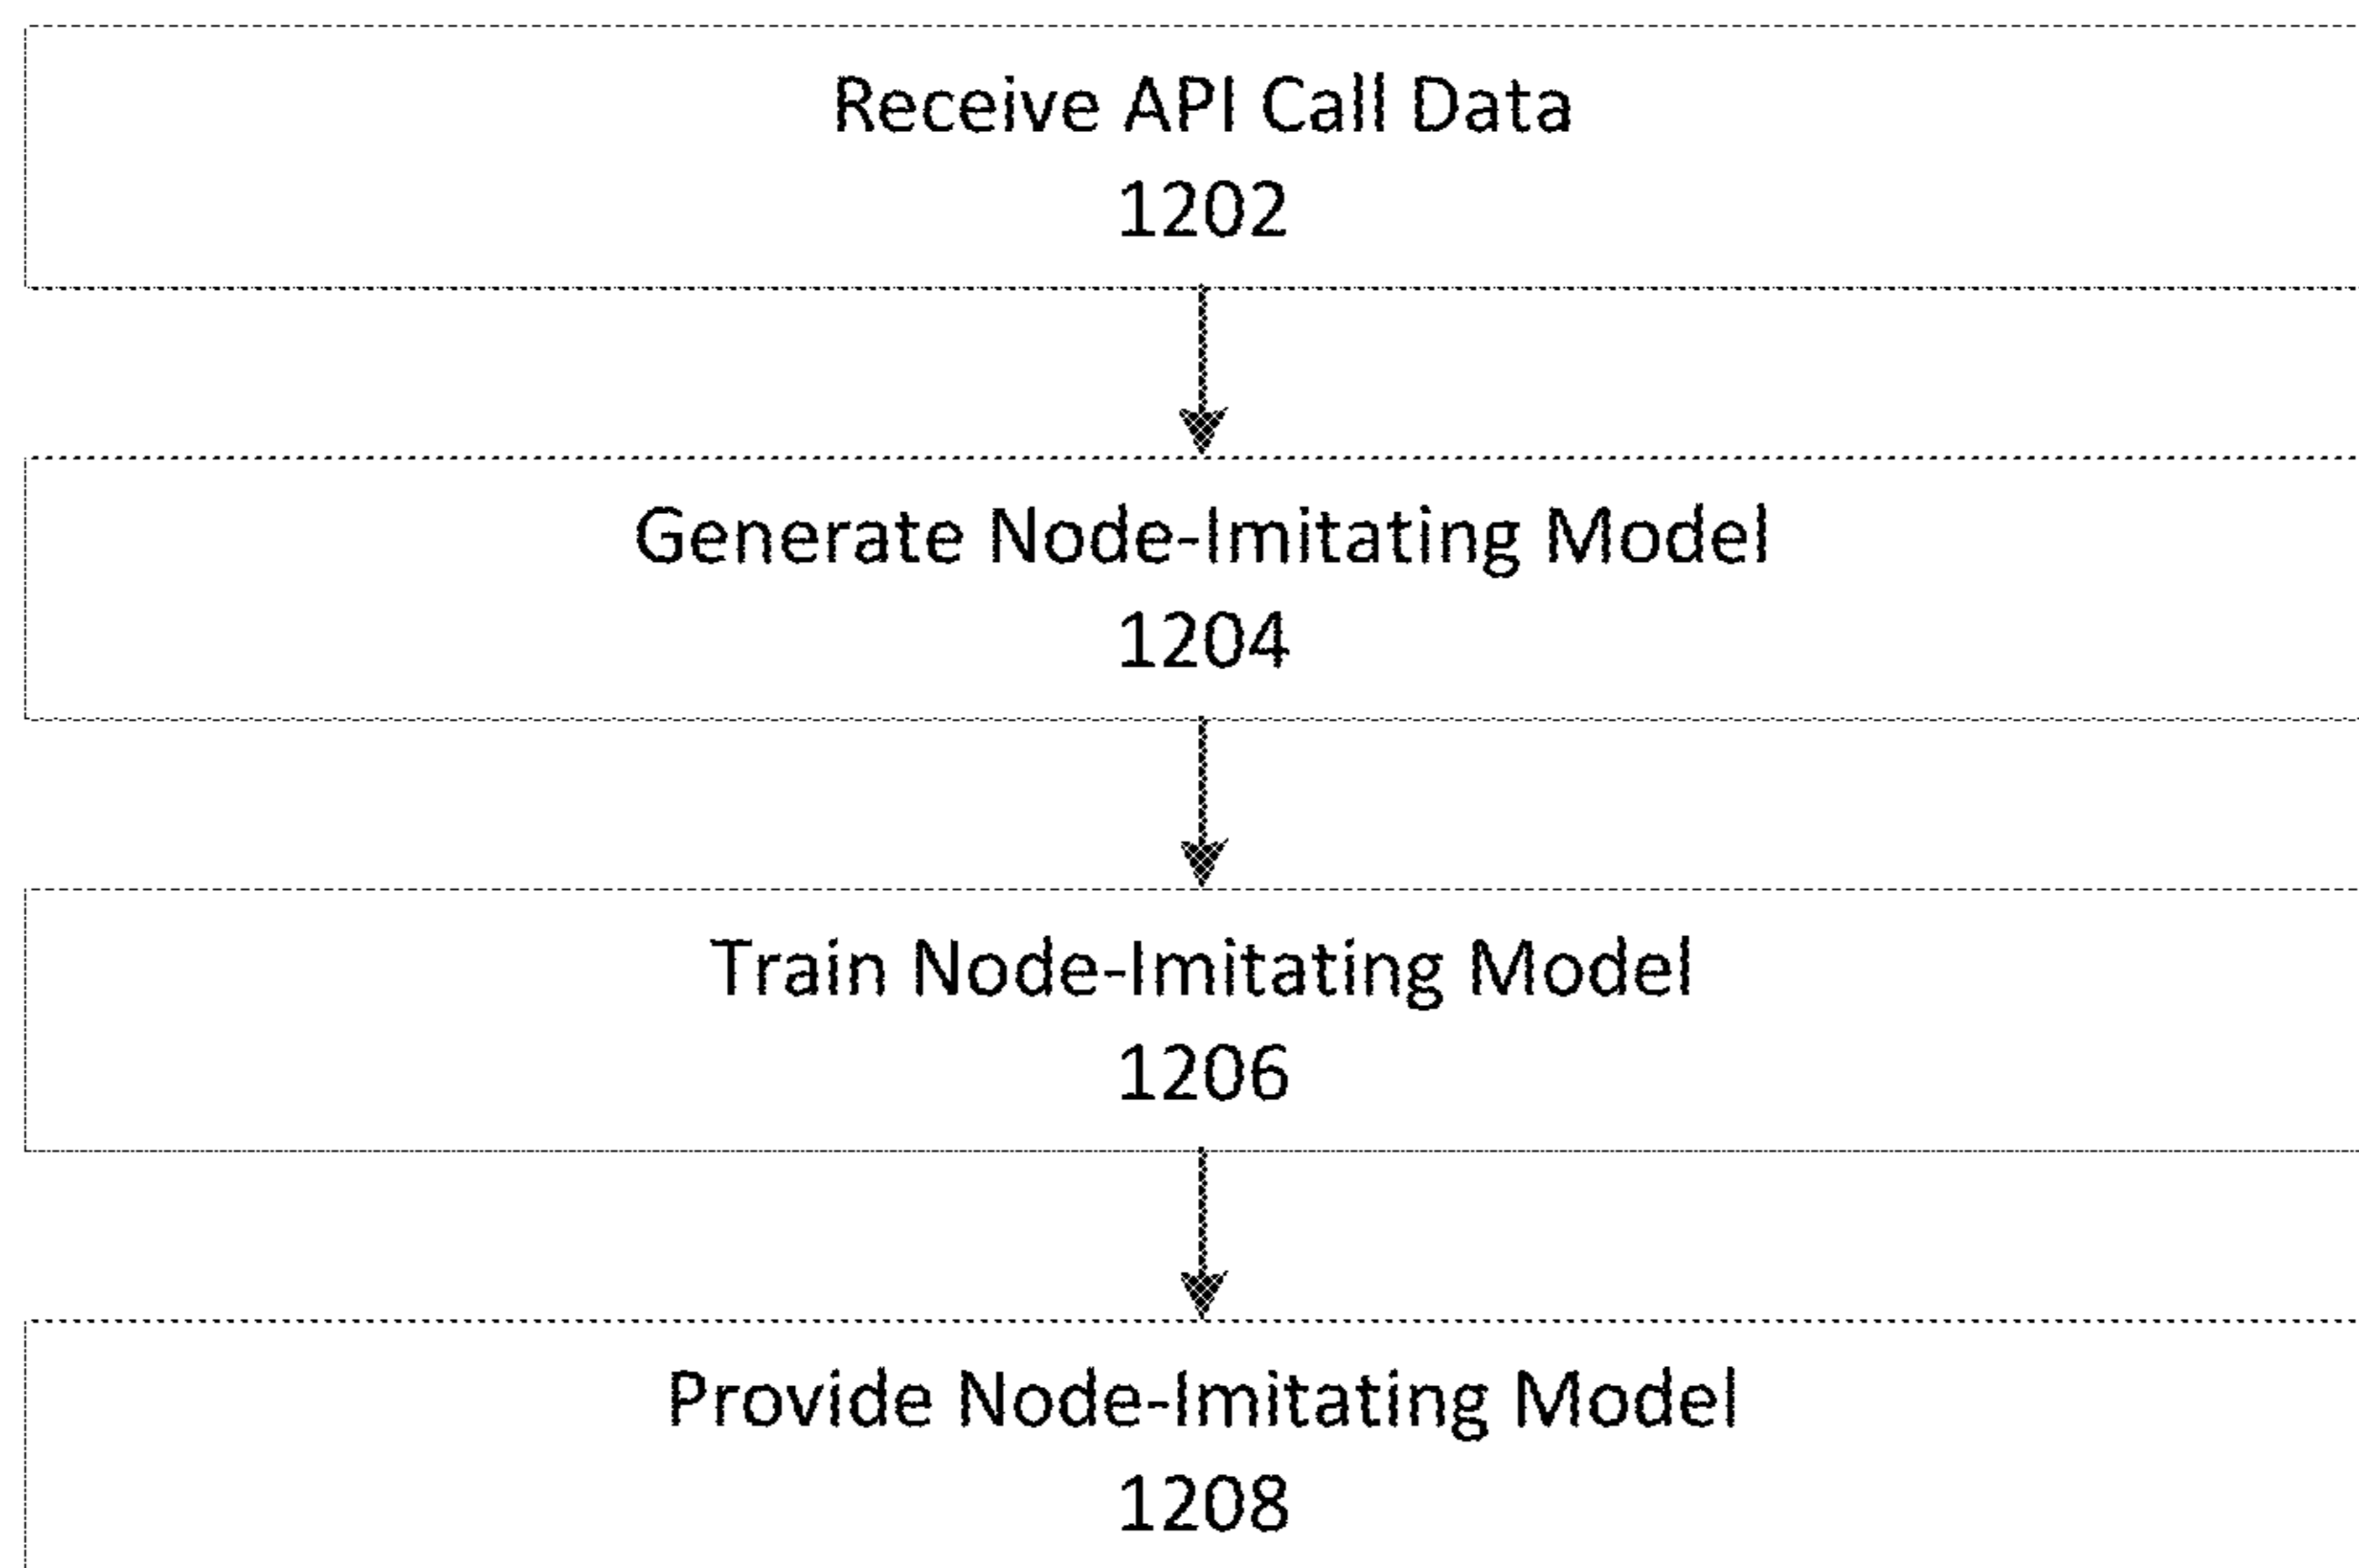 Receive API Call Data
1202
Generate Node-Imitating Model
1204
Train Node-Imitating Model
1206
Provide Node-Imitating Model
1208